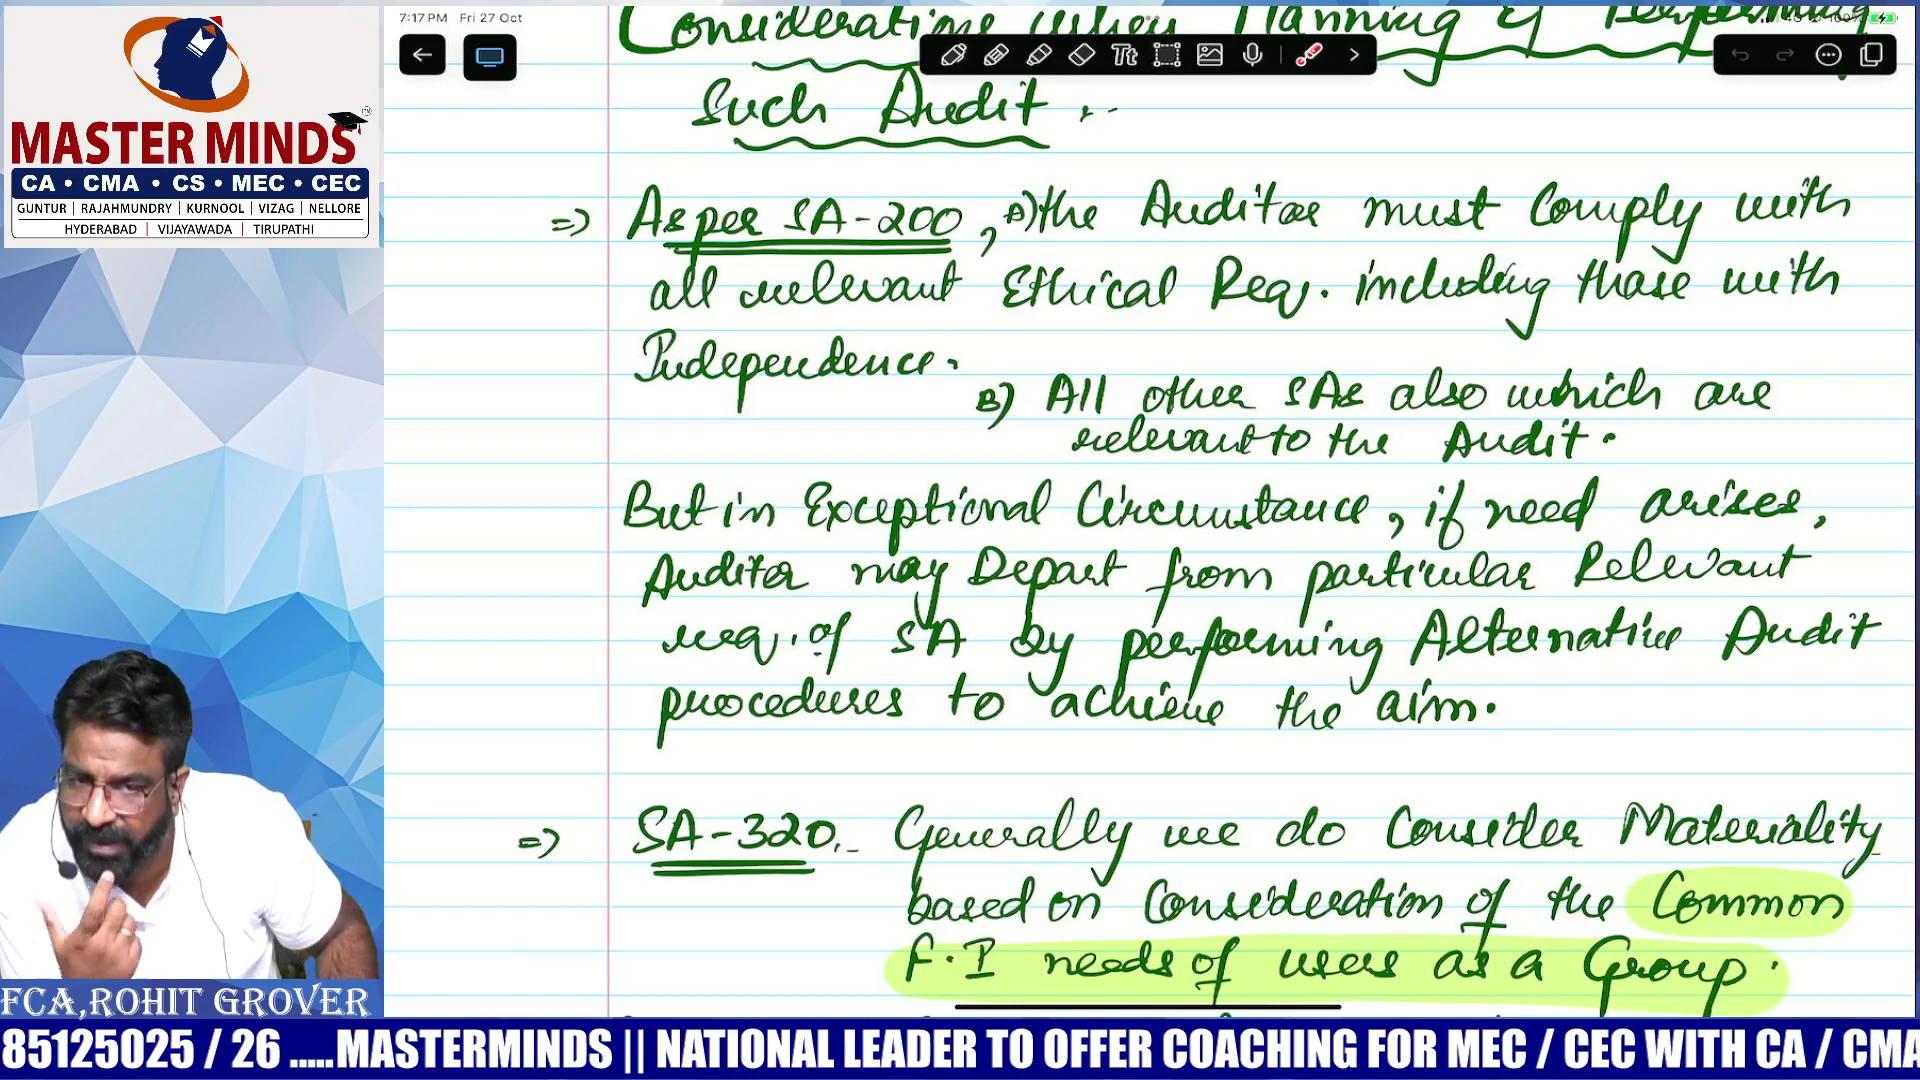 7:17 PM Fri 27 Oct
Considerations when Planning & Performing
Such Audit :-
MASTER MINDS
CA • CMA • CS • MEC • CEC
GUNTUR | RAJAHMUNDRY | KURNOOL | VIZAG | NELLORE
HYDERABAD | VIJAYAWADA | TIRUPATHI
=> As per SA-200, A) the Auditor must Comply with
all relevant Ethical Req. including those with
Independence.
B) All other SAs also which are
relevant to the Audit.
But in Exceptional Circumstance, if need arises,
Auditor may Depart from particular Relevant
req. of SA by performing Alternative Audit
procedures to achieve the aim.
=> SA-320.- Generally we do Consider Materiality
based on Consideration of the Common
F.I needs of users as a Group.
FCA,ROHIT GROVER
85125025 / 26 .....MASTERMINDS || NATIONAL LEADER TO OFFER COACHING FOR MEC / CEC WITH CA / CMA